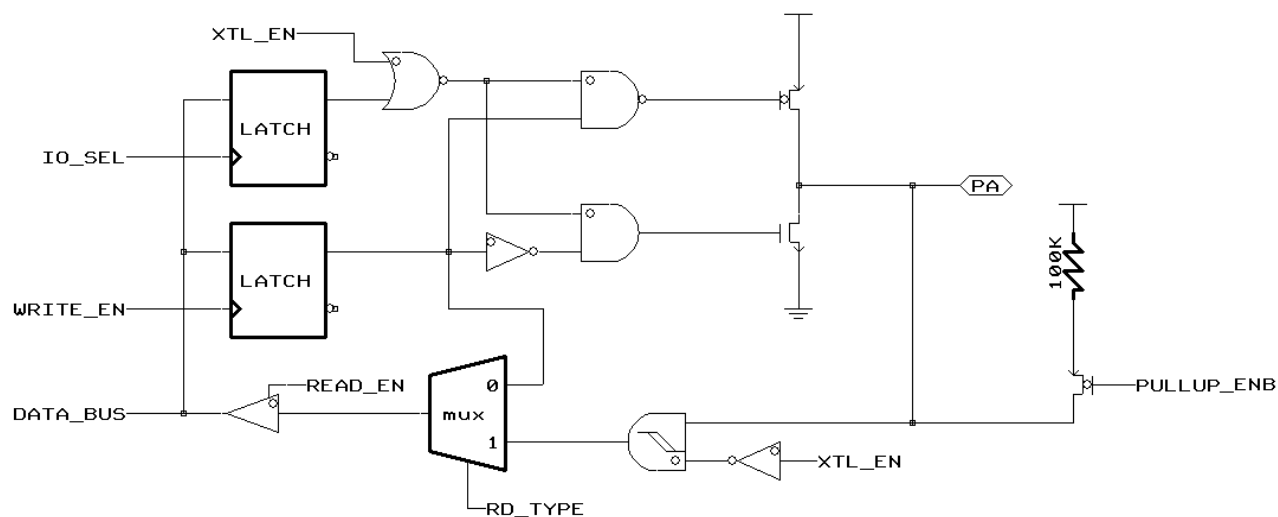 XTL_EN
LATCH
IO_SEL
PA
LATCH
100K
WRITE_EN
READ_EN
0
PULLUP_ENB
DATA_BUS
mux
1
XTL_EN
RD_TYPE